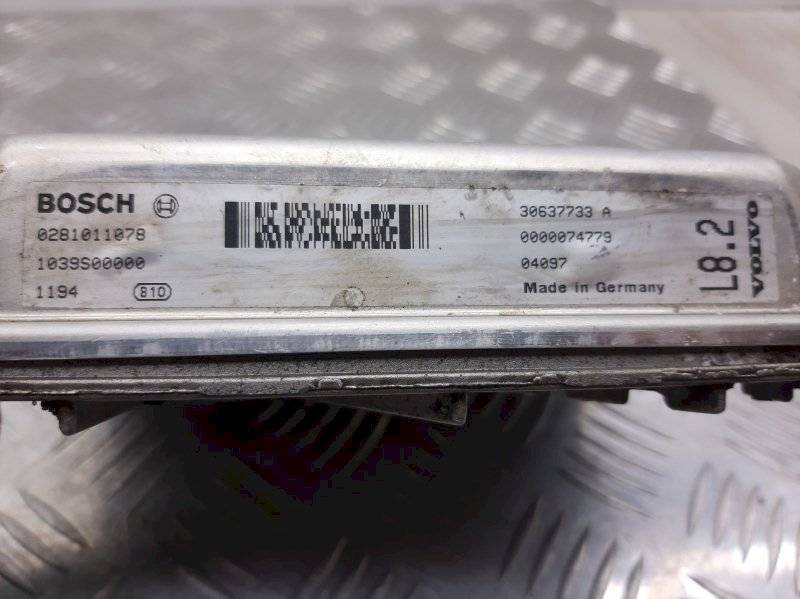 BOSCH
0281011078
1039S00000
1194 810
30637733 A
0000074779
04097
Made in Germany
L8.2
VOLVO